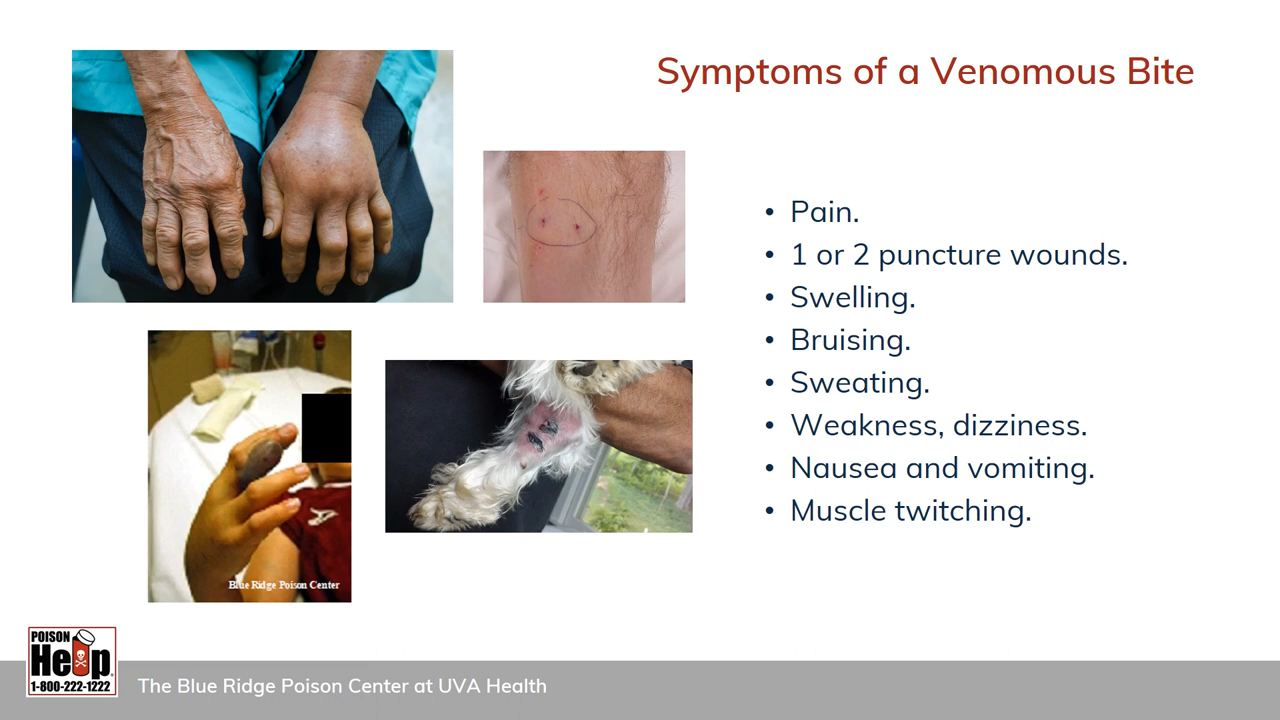 Symptoms of a Venomous Bite
• Pain.
• 1 or 2 puncture wounds.
• Swelling.
• Bruising.
• Sweating.
• Weakness, dizziness.
• Nausea and vomiting.
• Muscle twitching.
Blue Ridge Poison Center
POISON
Help
1-800-222-1222
The Blue Ridge Poison Center at UVA Health